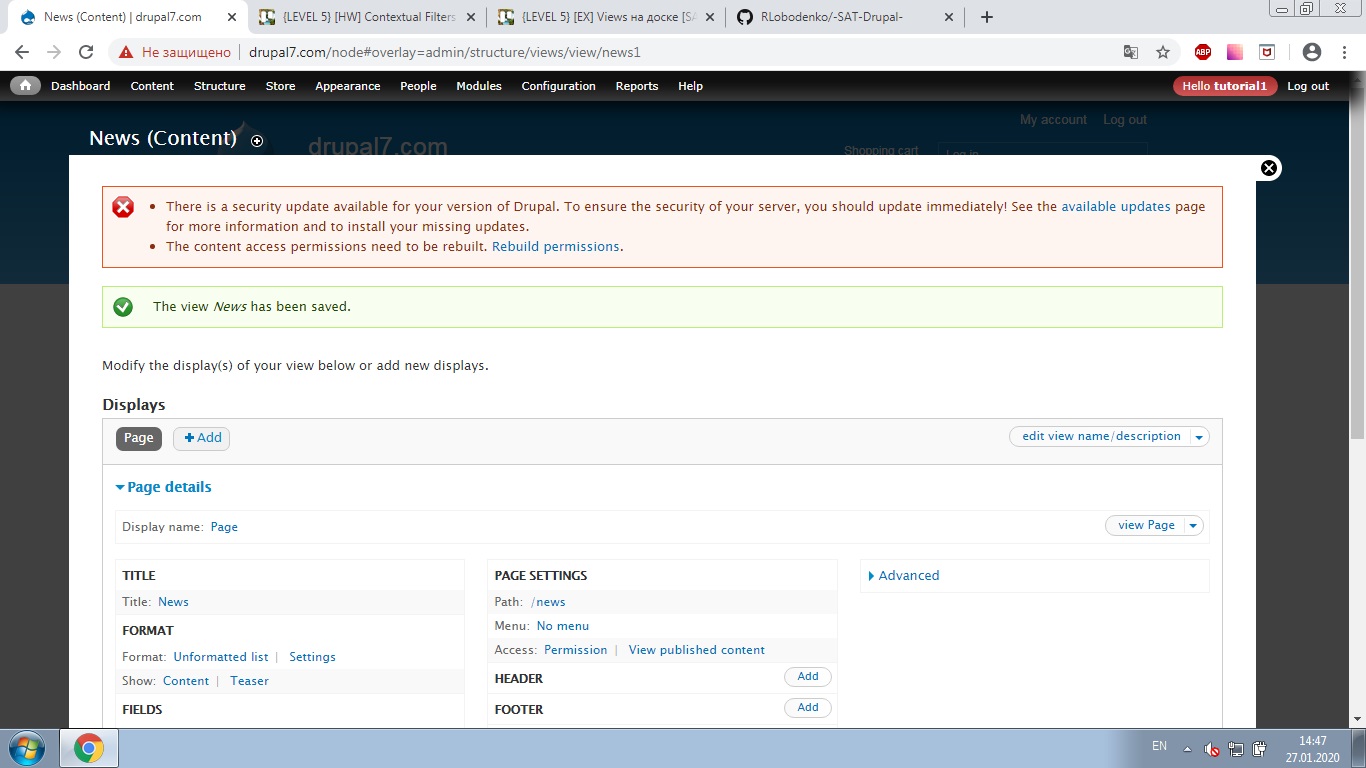 News (Content) | drupal7.com
{LEVEL 5} [HW] Contextual Filters
{LEVEL 5} [EX] Views на доске [SA
RLobodenko/-SAT-Drupal-
Не защищено
drupal7.com/node#overlay=admin/structure/views/view/news1
ABP
Dashboard Content Structure Store Appearance People Modules Configuration Reports Help
Hello tutorial1 Log out
My account Log out
News (Content)
drupal7.com
Shopping cart
Log in
There is a security update available for your version of Drupal. To ensure the security of your server, you should update immediately! See the available updates page
for more information and to install your missing updates.
The content access permissions need to be rebuilt. Rebuild permissions.
The view News has been saved.
Modify the display(s) of your view below or add new displays.
Displays
Page
Add
edit view name/description
Page details
Display name: Page
view Page
TITLE
Title: News
FORMAT
Format: Unformatted list | Settings
Show: Content | Teaser
FIELDS
PAGE SETTINGS
Path: /news
Menu: No menu
Access: Permission | View published content
HEADER
Add
FOOTER
Add
Advanced
EN
14:47
27.01.2020